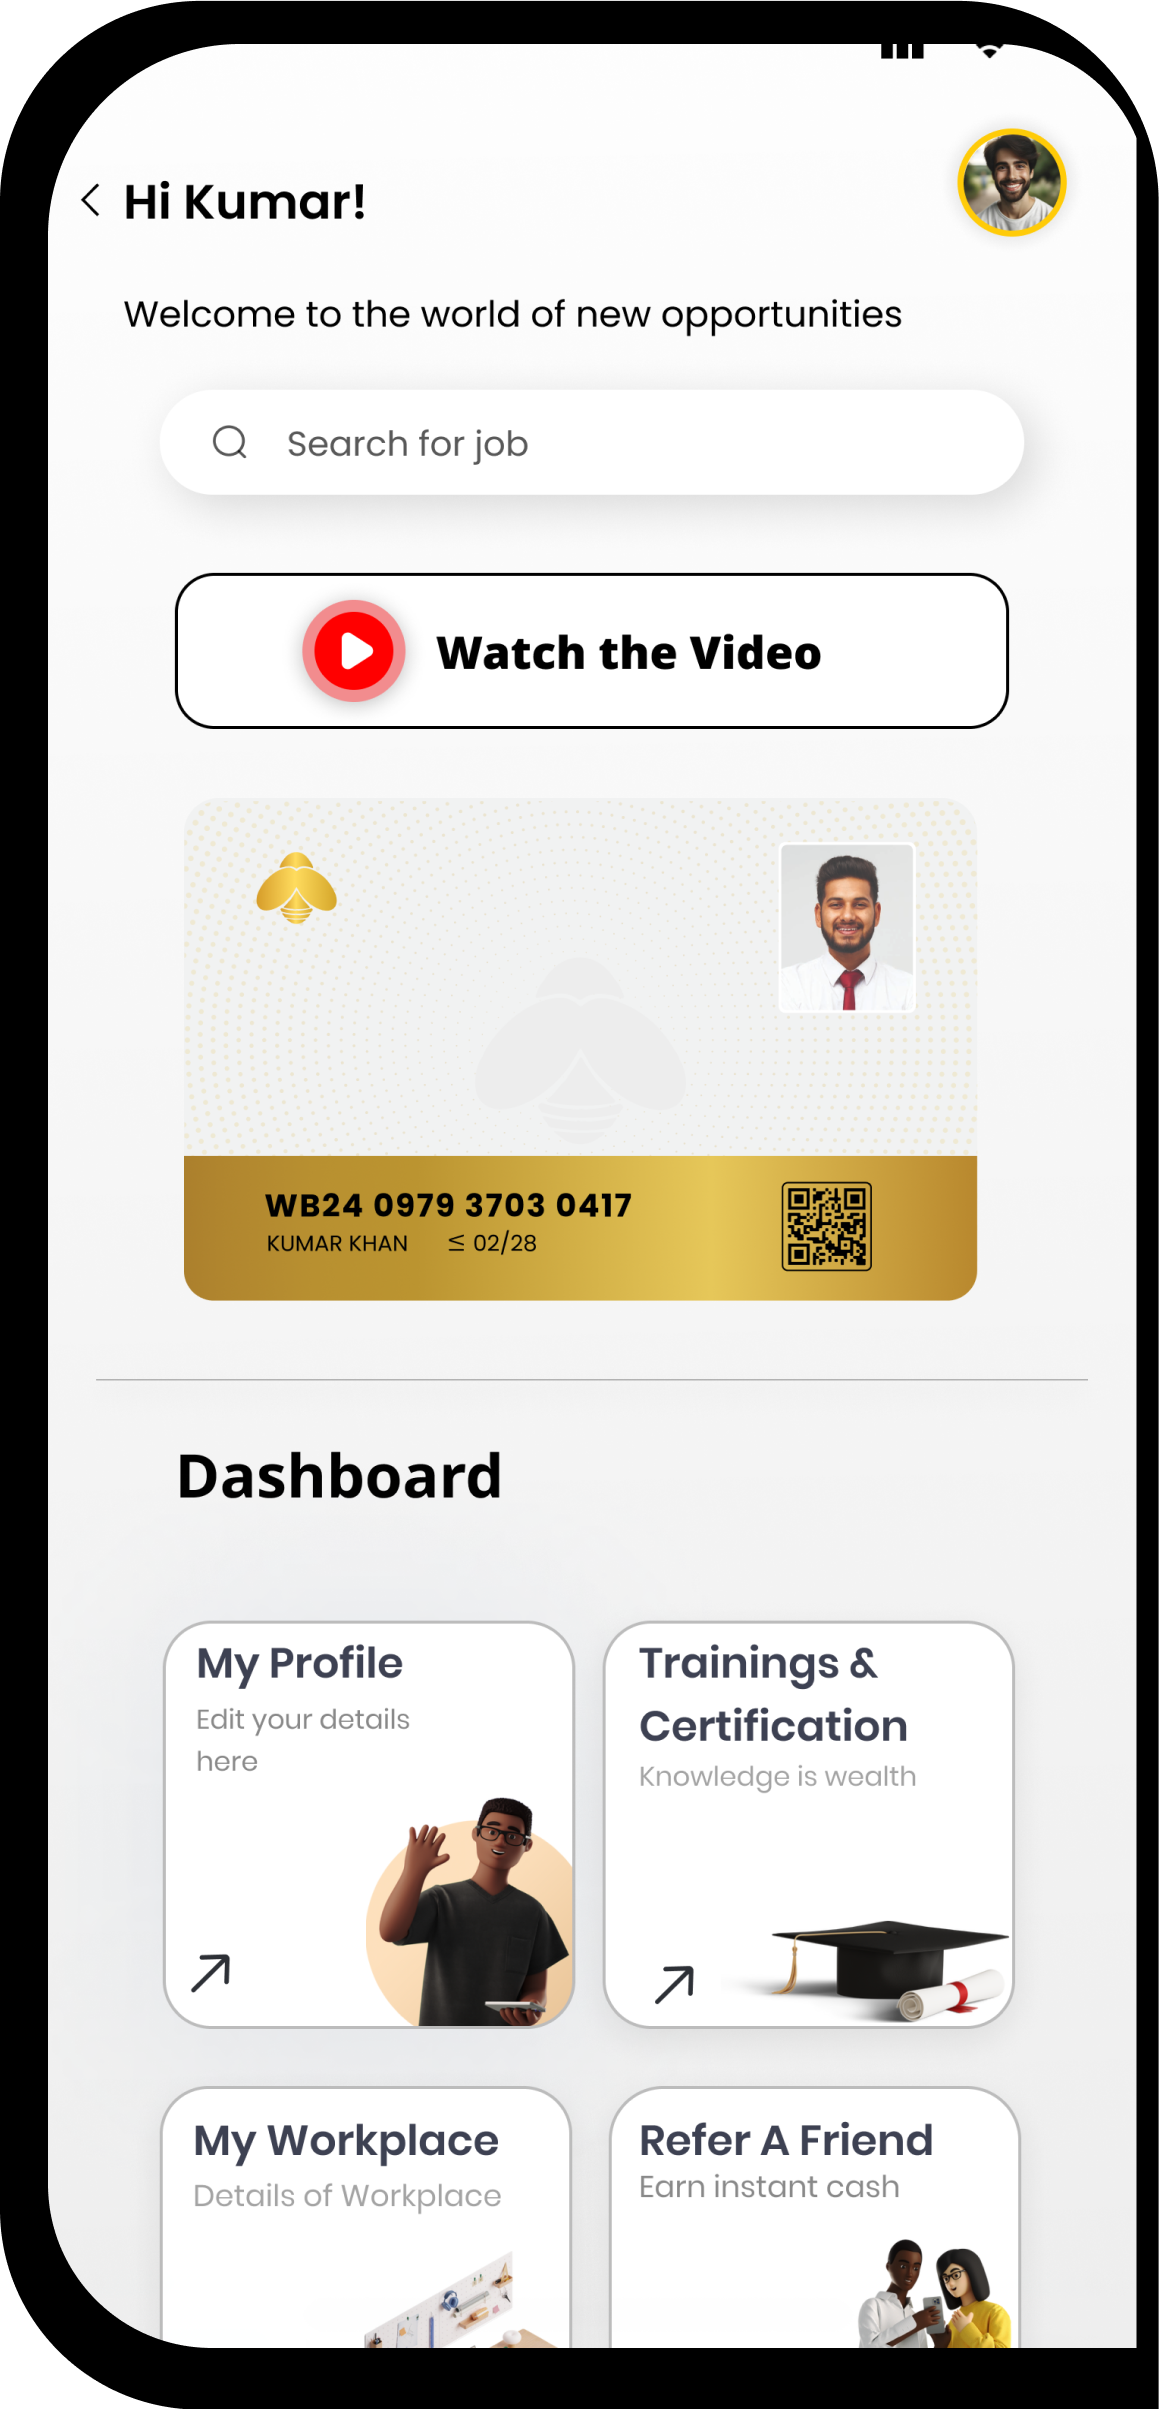 Hi Kumar!
Welcome to the world of new opportunities
Search for job
Watch the Video
WB24 0979 3703 0417
KUMAR KHAN ≤ 02/28
Dashboard
My Profile
Edit your details
here
Trainings &
Certification
Knowledge is wealth
My Workplace
Details of Workplace
Refer A Friend
Earn instant cash